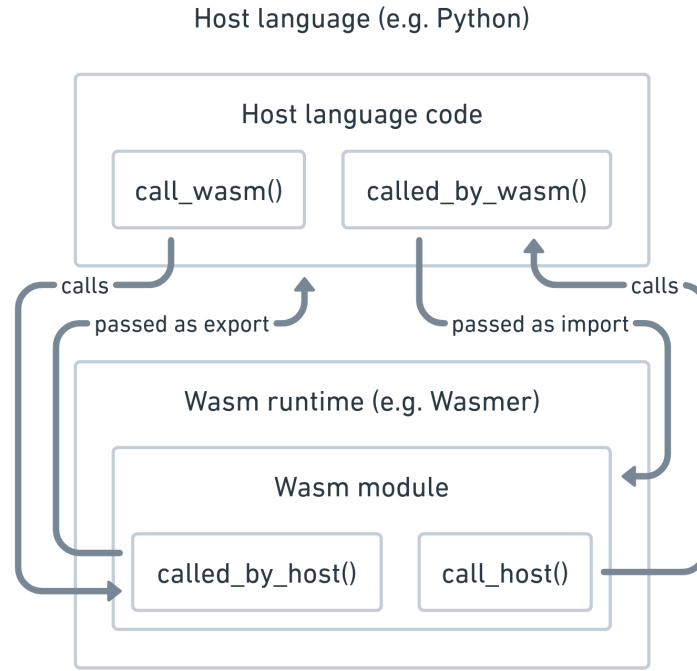 Host language (e.g. Python)
Host language code
call_wasm()
called_by_wasm()
calls
calls
passed as export
passed as import
Wasm runtime (e.g. Wasmer)
Wasm module
called_by_host()
call_host()